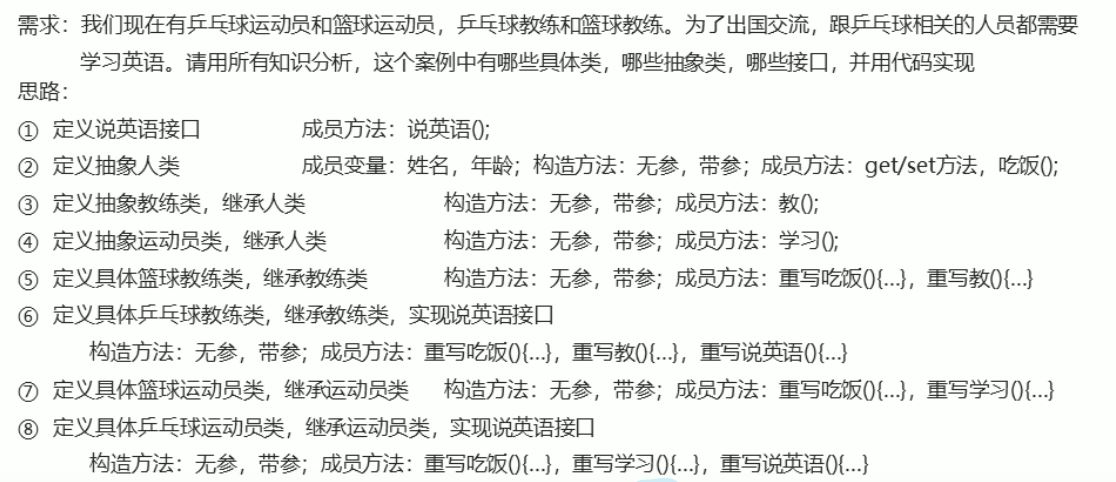 需求：我们现在有乒乓球运动员和篮球运动员，乒乓球教练和篮球教练。为了出国交流，跟乒乓球相关的人员都需要
学习英语。请用所有知识分析，这个案例中有哪些具体类，哪些抽象类，哪些接口，并用代码实现
思路：
① 定义说英语接口 成员方法：说英语();
② 定义抽象人类 成员变量：姓名，年龄；构造方法：无参，带参；成员方法：get/set方法，吃饭();
③ 定义抽象教练类，继承人类 构造方法：无参，带参；成员方法：教();
④ 定义抽象运动员类，继承人类 构造方法：无参，带参；成员方法：学习();
⑤ 定义具体篮球教练类，继承教练类 构造方法：无参，带参；成员方法：重写吃饭(){...}，重写教(){...}
⑥ 定义具体乒乓球教练类，继承教练类，实现说英语接口
构造方法：无参，带参；成员方法：重写吃饭(){...}，重写教(){...}，重写说英语(){...}
⑦ 定义具体篮球运动员类，继承运动员类 构造方法：无参，带参；成员方法：重写吃饭(){...}，重写学习(){...}
⑧ 定义具体乒乓球运动员类，继承运动员类，实现说英语接口
构造方法：无参，带参；成员方法：重写吃饭(){...}，重写学习(){...}，重写说英语(){...}